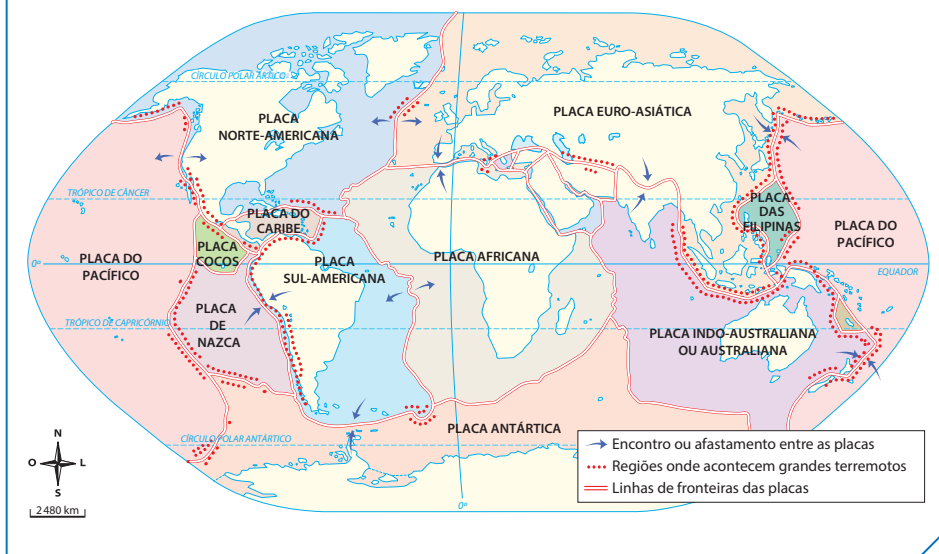 CÍRCULO POLAR ÁRTICO
PLACA
NORTE-AMERICANA
PLACA EURO-ASIÁTICA
TRÓPICO DE CÂNCER
PLACA DO
CARIBE
PLACA
DAS
FILIPINAS
PLACA
COCOS
PLACA DO
PACÍFICO
PLACA
SUL-AMERICANA
PLACA AFRICANA
PLACA DO
PACÍFICO
0º
EQUADOR
PLACA
DE
NAZCA
TRÓPICO DE CAPRICÓRNIO
PLACA INDO-AUSTRALIANA
OU AUSTRALIANA
PLACA ANTÁRTICA
CÍRCULO POLAR ANTÁRTICO
N
O
L
S
2 480 km
0º
Encontro ou afastamento entre as placas
Regiões onde acontecem grandes terremotos
Linhas de fronteiras das placas